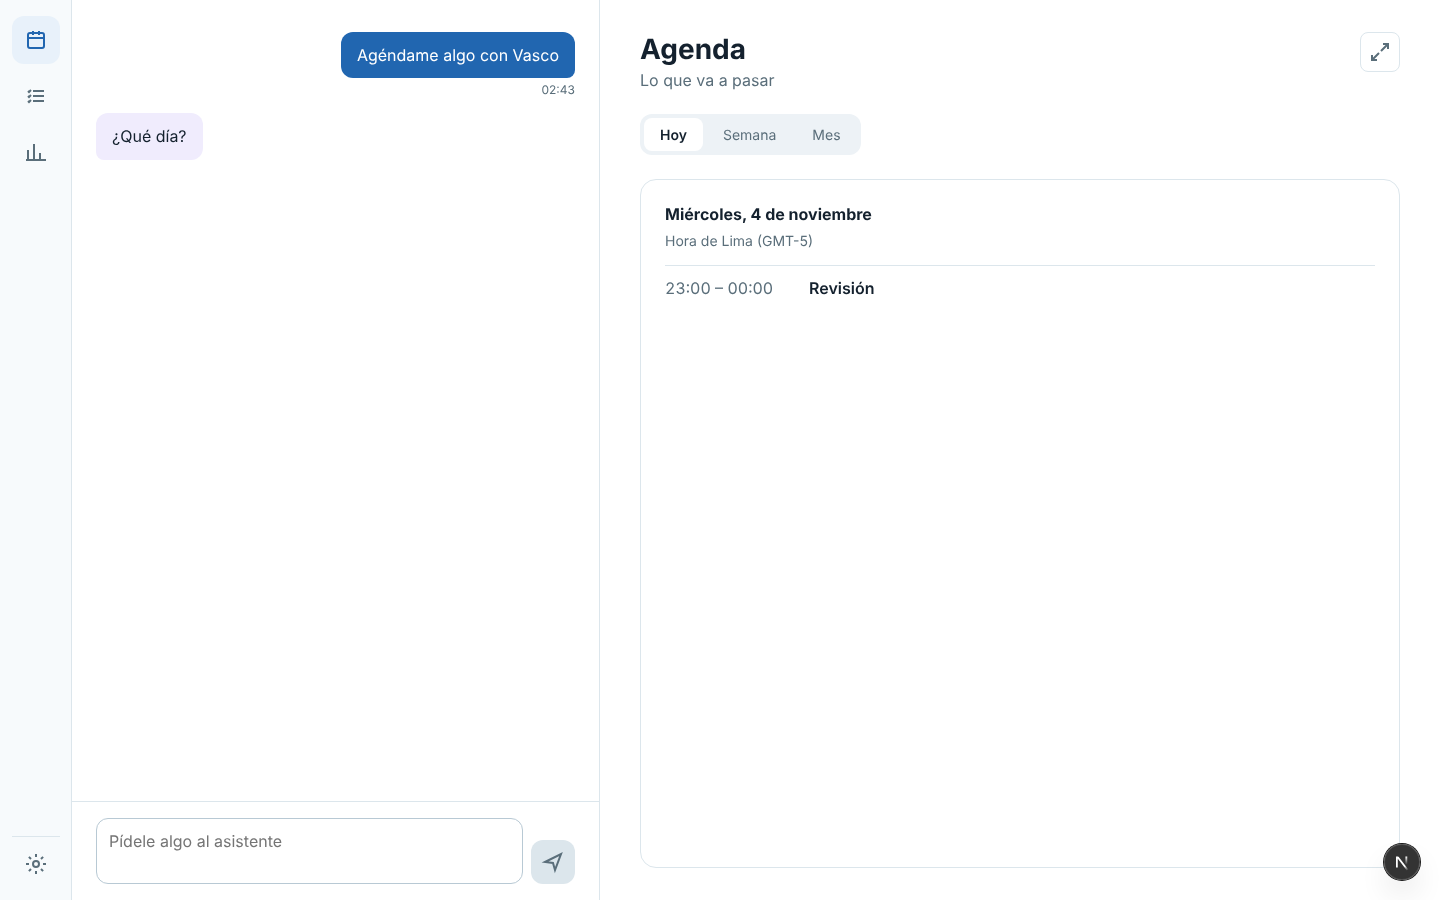 Agéndame algo con Vasco
02:43
¿Qué día?
Pídele algo al asistente
Agenda
Lo que va a pasar
Hoy
Semana
Mes
Miércoles, 4 de noviembre
Hora de Lima (GMT-5)
23:00 – 00:00 Revisión
N